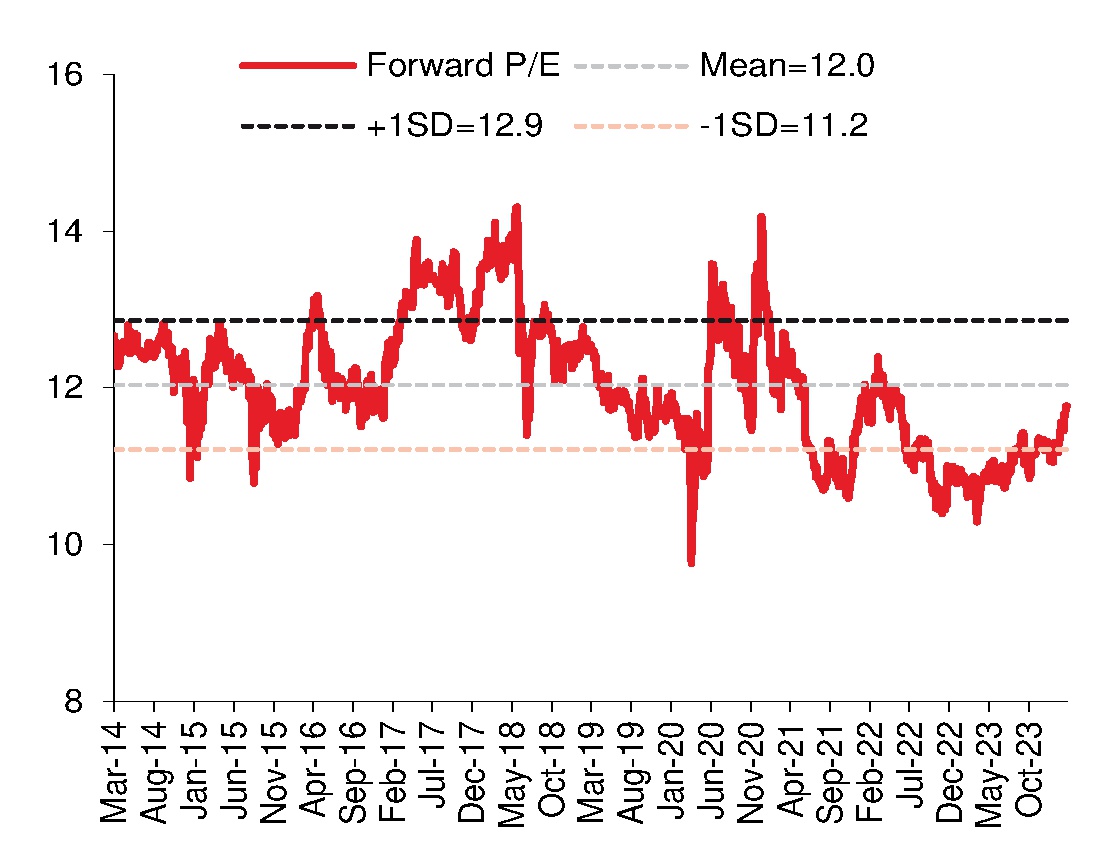 Forward P/E
Mean=12.0
+1SD=12.9
-1SD=11.2
16
14
12
10
8
Mar-14
Aug-14
Jan-15
Jun-15
Nov-15
Apr-16
Sep-16
Feb-17
Jul-17
Dec-17
May-18
Oct-18
Mar-19
Aug-19
Jan-20
Jun-20
Nov-20
Apr-21
Sep-21
Feb-22
Jul-22
Dec-22
May-23
Oct-23